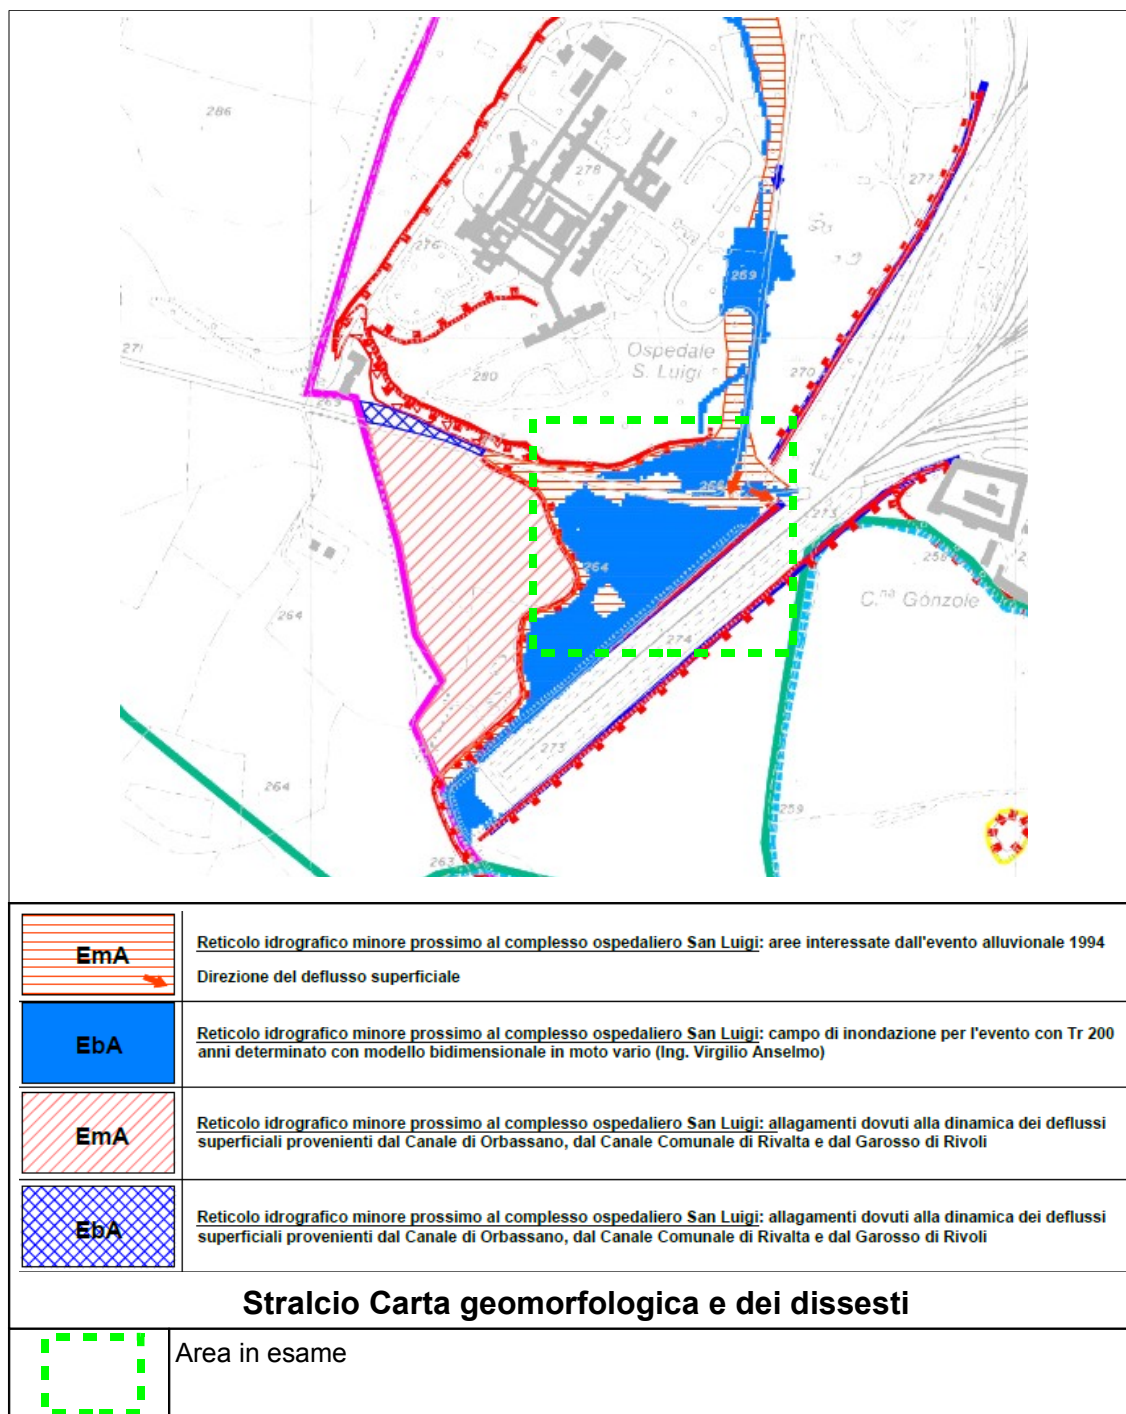 286
278
277
276
269
271
Ospedale
S. Luigi
280
270
269
266
273
258
264
C.na Gonzole
264
274
273
264
259
263
EmA
Reticolo idrografico minore prossimo al complesso ospedaliero San Luigi: aree interessate dall'evento alluvionale 1994
Direzione del deflusso superficiale
EbA
Reticolo idrografico minore prossimo al complesso ospedaliero San Luigi: campo di inondazione per l'evento con Tr 200
anni determinato con modello bidimensionale in moto vario (Ing. Virgilio Anselmo)
EmA
Reticolo idrografico minore prossimo al complesso ospedaliero San Luigi: allagamenti dovuti alla dinamica dei deflussi
superficiali provenienti dal Canale di Orbassano, dal Canale Comunale di Rivalta e dal Garosso di Rivoli
EbA
Reticolo idrografico minore prossimo al complesso ospedaliero San Luigi: allagamenti dovuti alla dinamica dei deflussi
superficiali provenienti dal Canale di Orbassano, dal Canale Comunale di Rivalta e dal Garosso di Rivoli
Stralcio Carta geomorfologica e dei dissesti
Area in esame